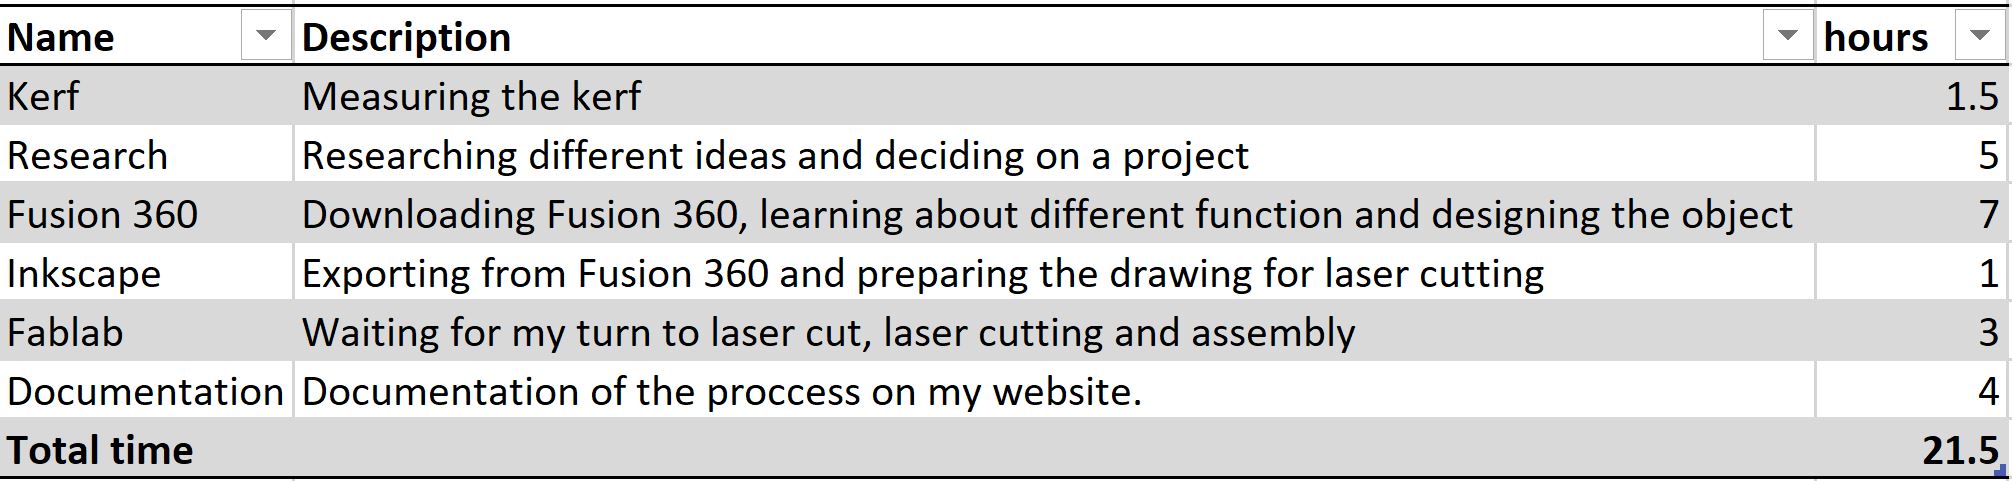 Name Description hours
Kerf Measuring the kerf 1.5
Research Researching different ideas and deciding on a project 5
Fusion 360 Downloading Fusion 360, learning about different function and designing the object 7
Inkscape Exporting from Fusion 360 and preparing the drawing for laser cutting 1
Fablab Waiting for my turn to laser cut, laser cutting and assembly 3
Documentation Documentation of the proccess on my website. 4
Total time 21.5